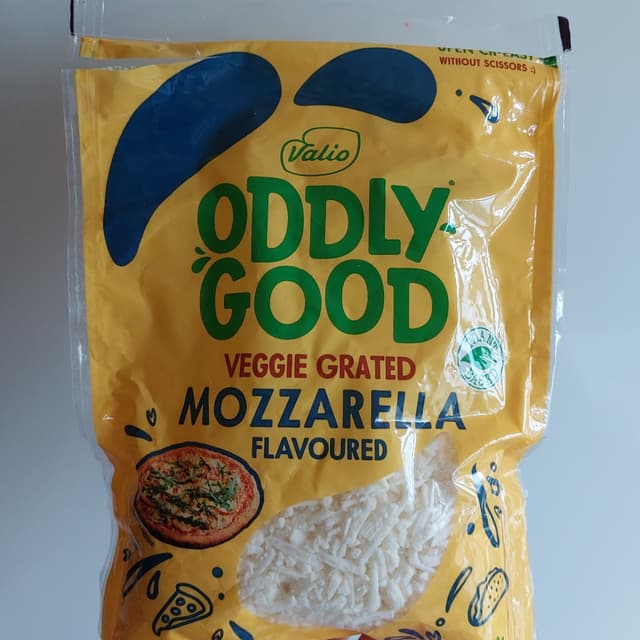 WITHOUT SCISSORS :)
Valio
ODDLY
GOOD
VEGGIE GRATED
MOZZARELLA
FLAVOURED